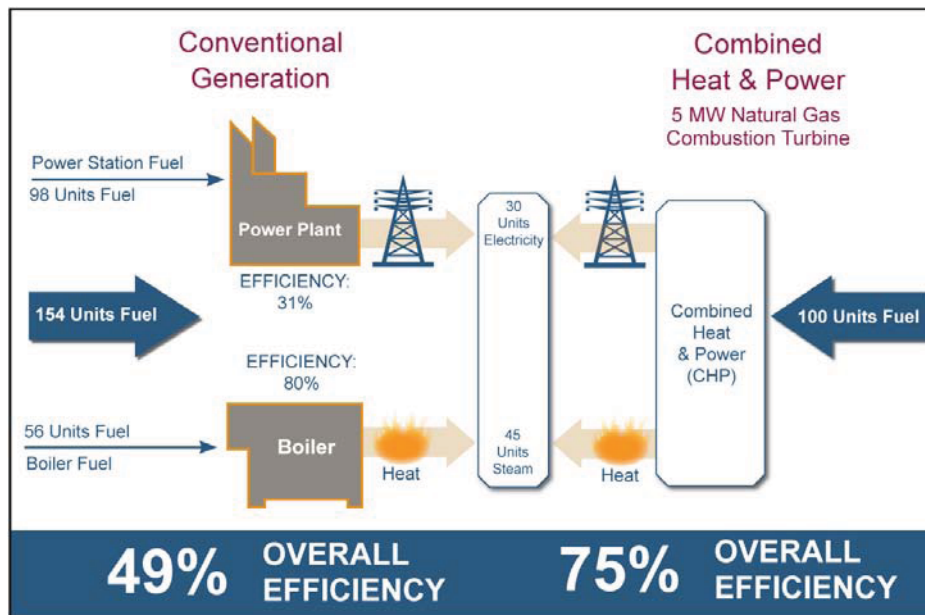 Conventional
Generation
Combined
Heat & Power
5 MW Natural Gas
Combustion Turbine
Power Station Fuel
98 Units Fuel
Power Plant
EFFICIENCY:
31%
30
Units
Electricity
154 Units Fuel
Combined
Heat
& Power
(CHP)
100 Units Fuel
EFFICIENCY:
80%
56 Units Fuel
Boiler Fuel
Boiler
Heat
45
Units
Steam
Heat
49% OVERALL
EFFICIENCY
75% OVERALL
EFFICIENCY